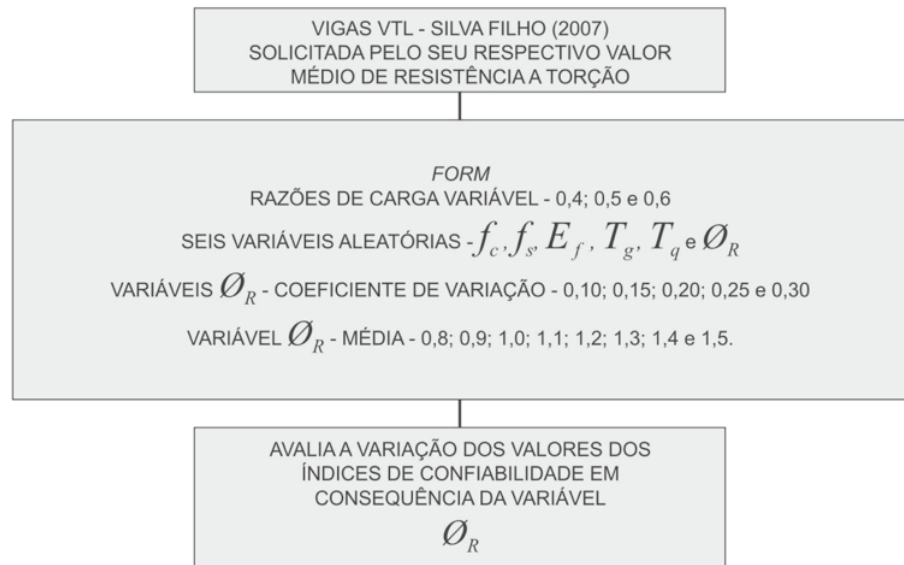 VIGAS VTL - SILVA FILHO (2007)
SOLICITADA PELO SEU RESPECTIVO VALOR
MÉDIO DE RESISTÊNCIA A TORÇÃO
FORM
RAZÕES DE CARGA VARIÁVEL - 0,4; 0,5 e 0,6
SEIS VARIÁVEIS ALEATÓRIAS - f_c, f_s, E_f, T_g, T_q e Ø_R
VARIÁVEIS Ø_R - COEFICIENTE DE VARIAÇÃO - 0,10; 0,15; 0,20; 0,25 e 0,30
VARIÁVEL Ø_R - MÉDIA - 0,8; 0,9; 1,0; 1,1; 1,2; 1,3; 1,4 e 1,5.
AVALIA A VARIAÇÃO DOS VALORES DOS
ÍNDICES DE CONFIABILIDADE EM
CONSEQUÊNCIA DA VARIÁVEL
Ø_R